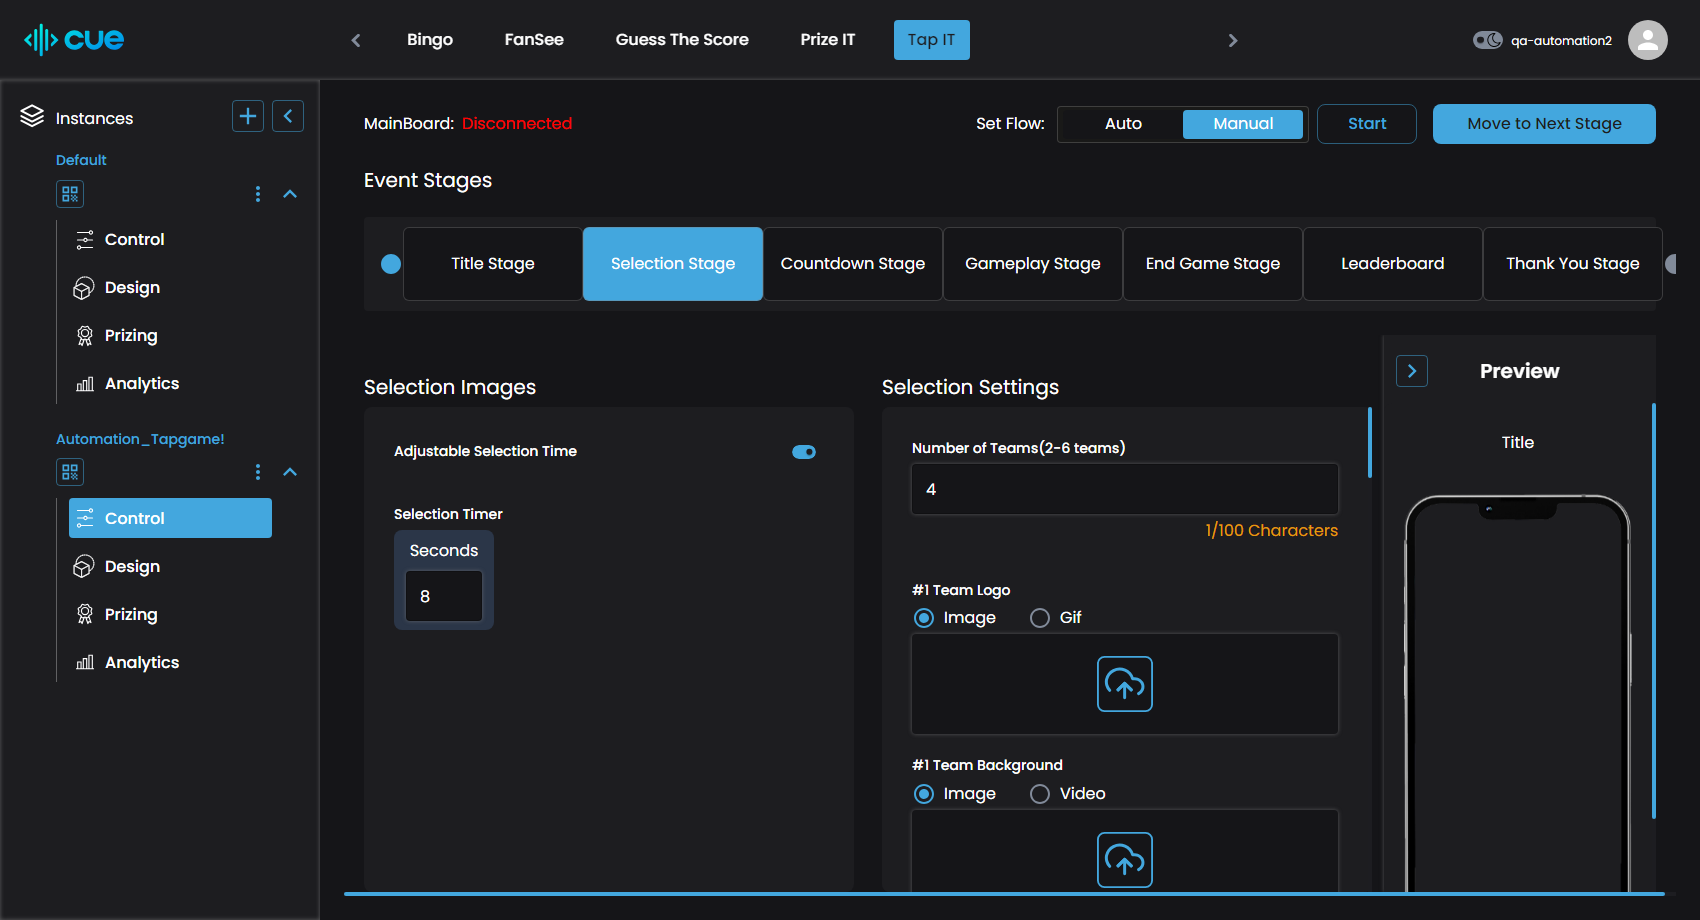 cue
Bingo
FanSee
Guess The Score
Prize IT
Tap IT
qa-automation2
Instances
Default
Control
Design
Prizing
Analytics
Automation_Tapgame!
Control
Design
Prizing
Analytics
MainBoard: Disconnected
Set Flow:
Auto
Manual
Start
Move to Next Stage
Event Stages
Title Stage
Selection Stage
Countdown Stage
Gameplay Stage
End Game Stage
Leaderboard
Thank You Stage
Selection Images
Adjustable Selection Time
Selection Timer
Seconds
8
Selection Settings
Number of Teams(2-6 teams)
4
1/100 Characters
#1 Team Logo
Image
Gif
#1 Team Background
Image
Video
Preview
Title